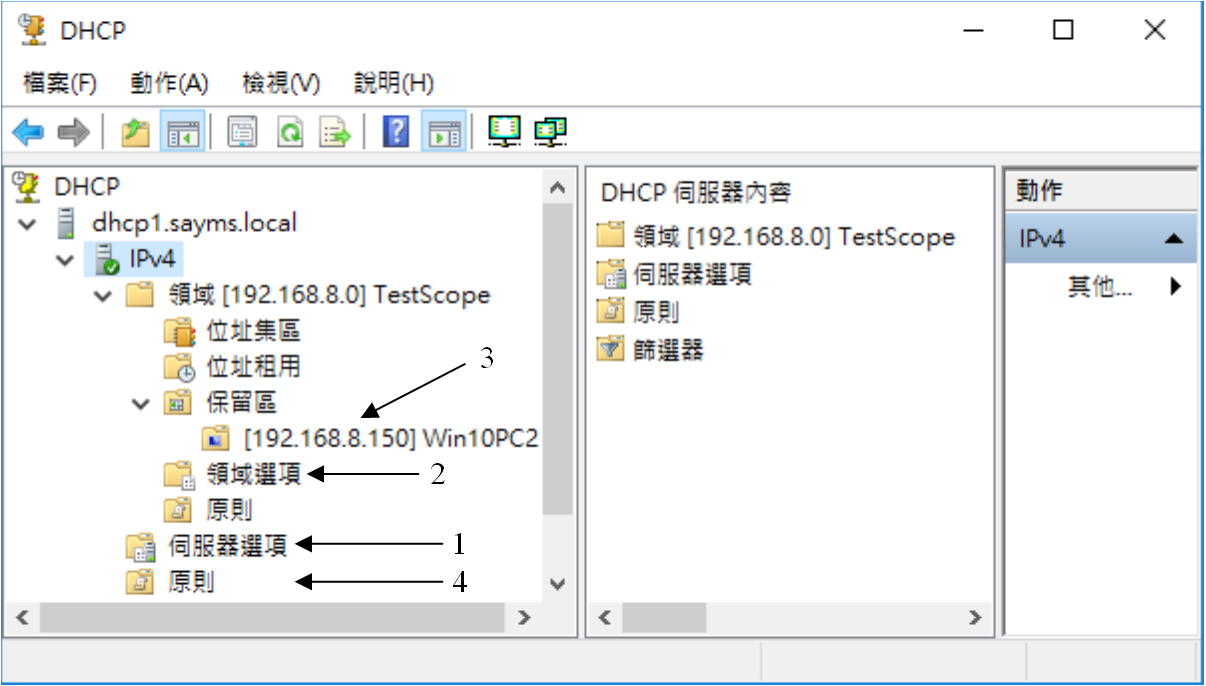 DHCP
檔案(F) 動作(A) 檢視(V) 說明(H)
DHCP
dhcp1.sayms.local
IPv4
領域 [192.168.8.0] TestScope
位址集區
位址租用
3
保留區
[192.168.8.150] Win10PC2
領域選項
2
原則
伺服器選項
1
原則
4
DHCP 伺服器內容
領域 [192.168.8.0] TestScope
伺服器選項
原則
篩選器
動作
IPv4
其他...